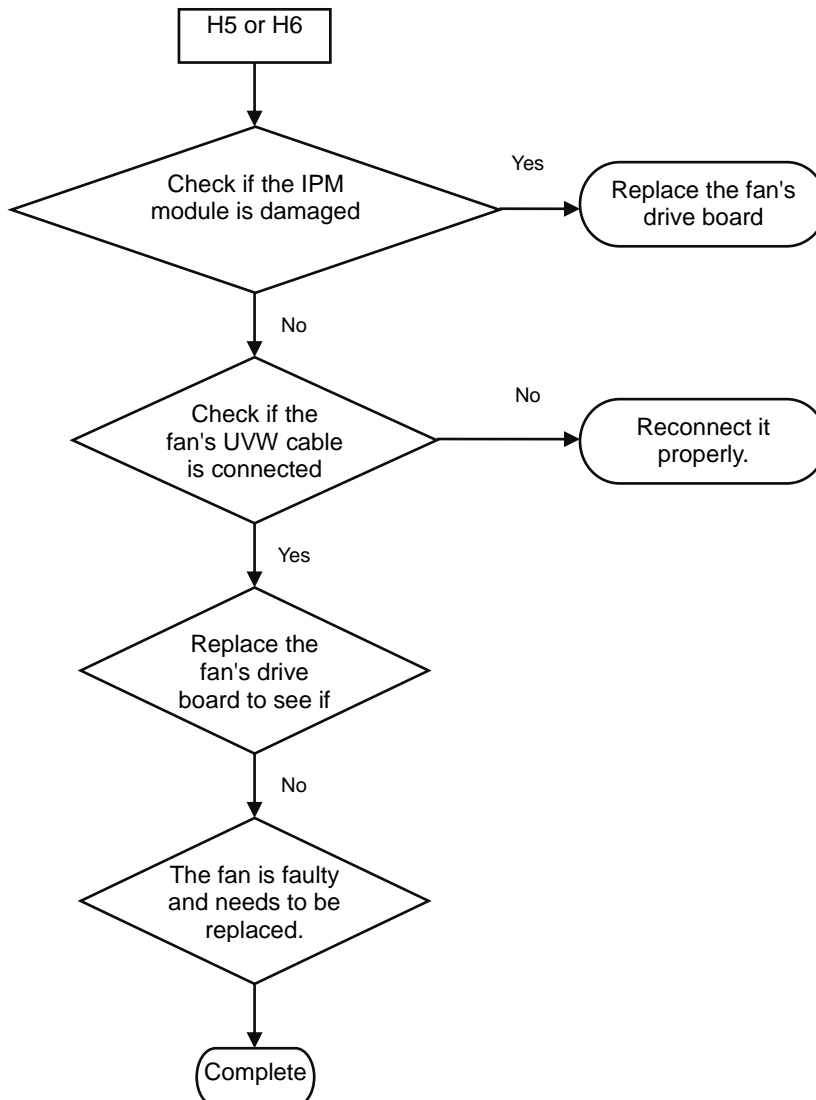 H5 or H6
Check if the IPM
module is damaged
Yes
Replace the fan's
drive board
No
Check if the
fan's UVW cable
is connected
No
Reconnect it
properly.
Yes
Replace the
fan's drive
board to see if
No
The fan is faulty
and needs to be
replaced.
Complete